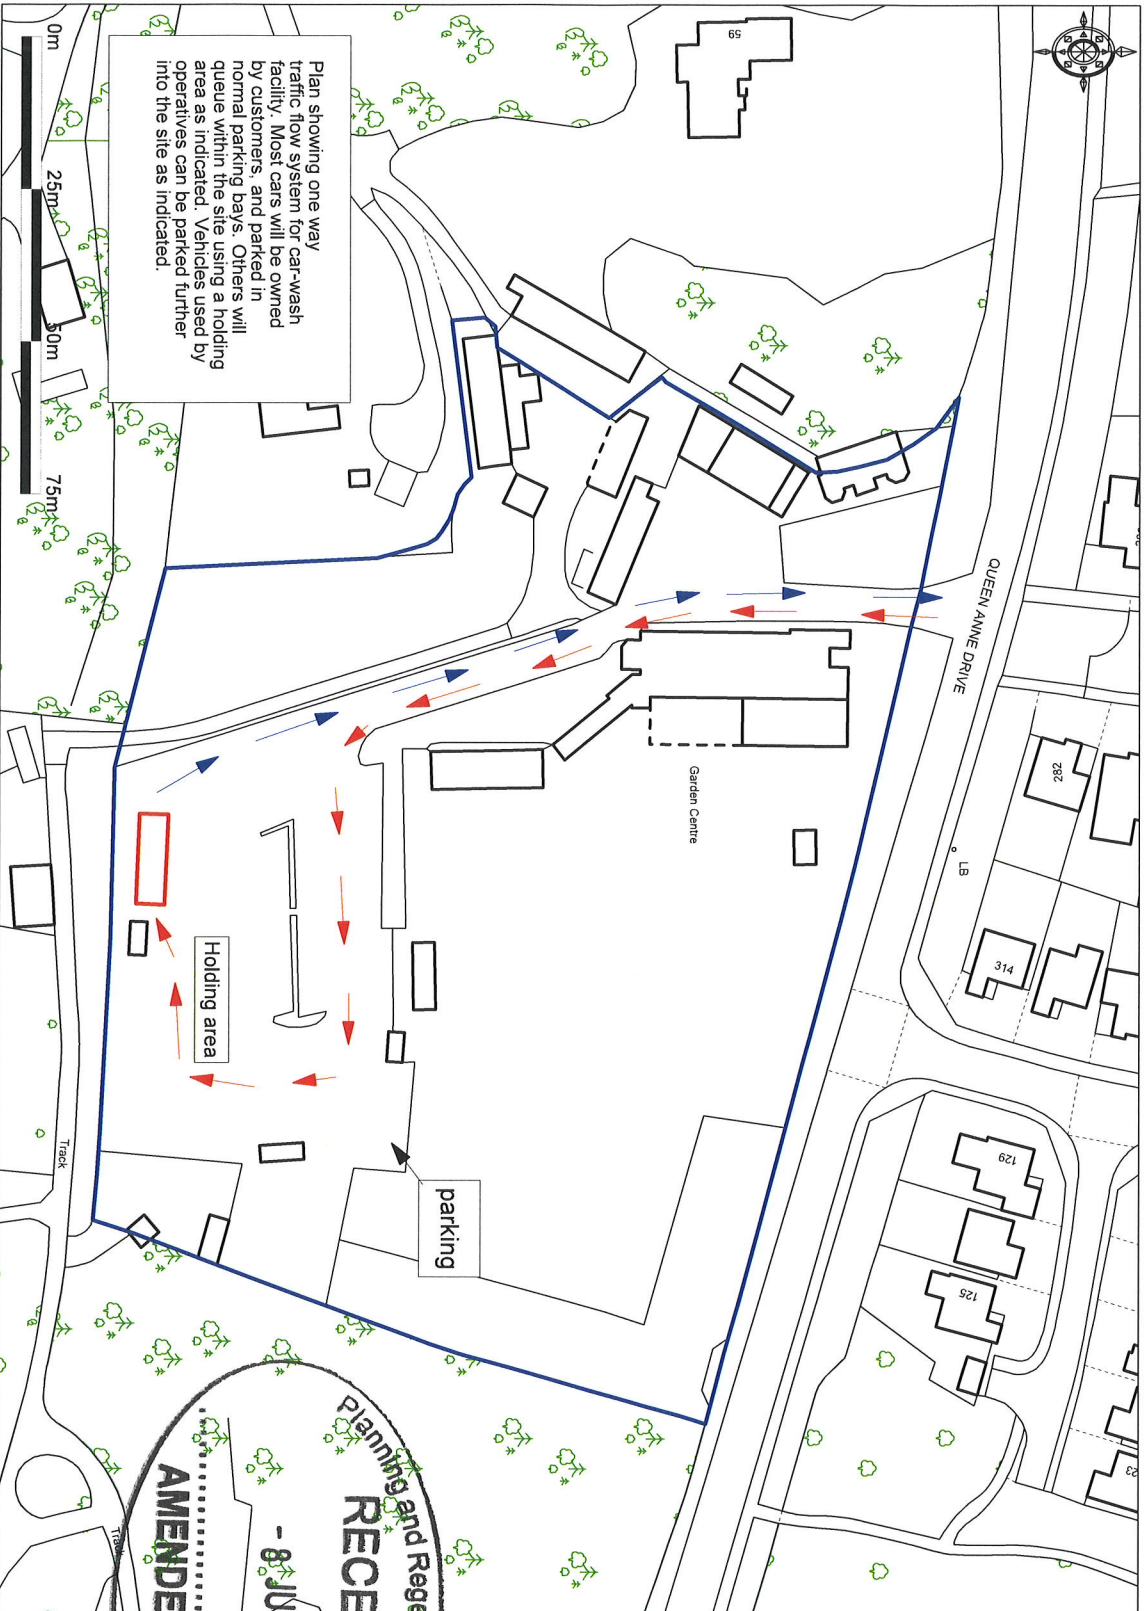 Plan showing one way
traffic flow system for car-wash
facility. Most cars will be owned
by customers, and parked in
normal parking bays. Others will
queue within the site using a holding
area as indicated. Vehicles used by
operatives can be parked further
into the site as indicated.
0m 25m 50m 75m
59
QUEEN ANNE DRIVE
Garden Centre
282
LB
314
129
125
Holding area
parking
Track
Track
Planning and Rege
RECE
- 8 JU
AMENDE
23